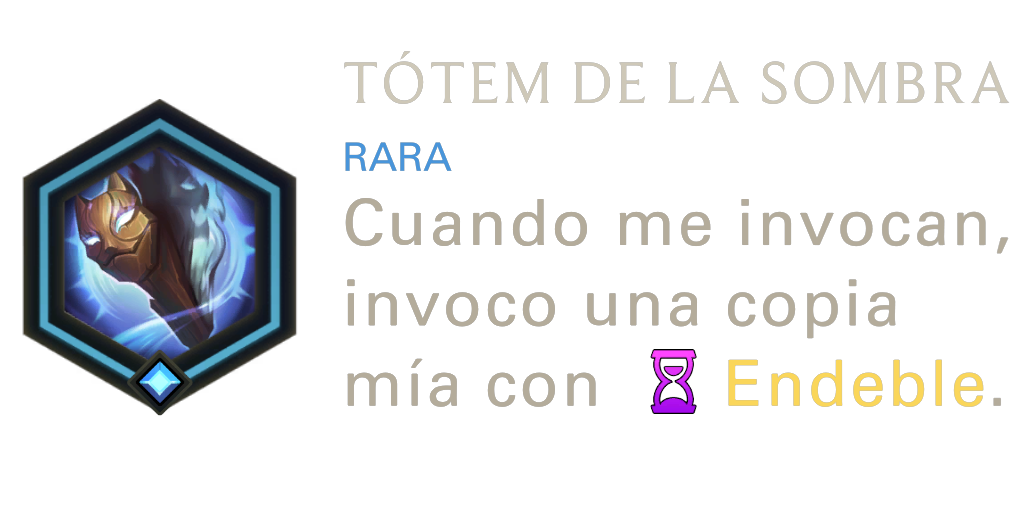 TÓTEM DE LA SOMBRA
RARA
Cuando me invocan,
invoco una copia
mía con Endeble.